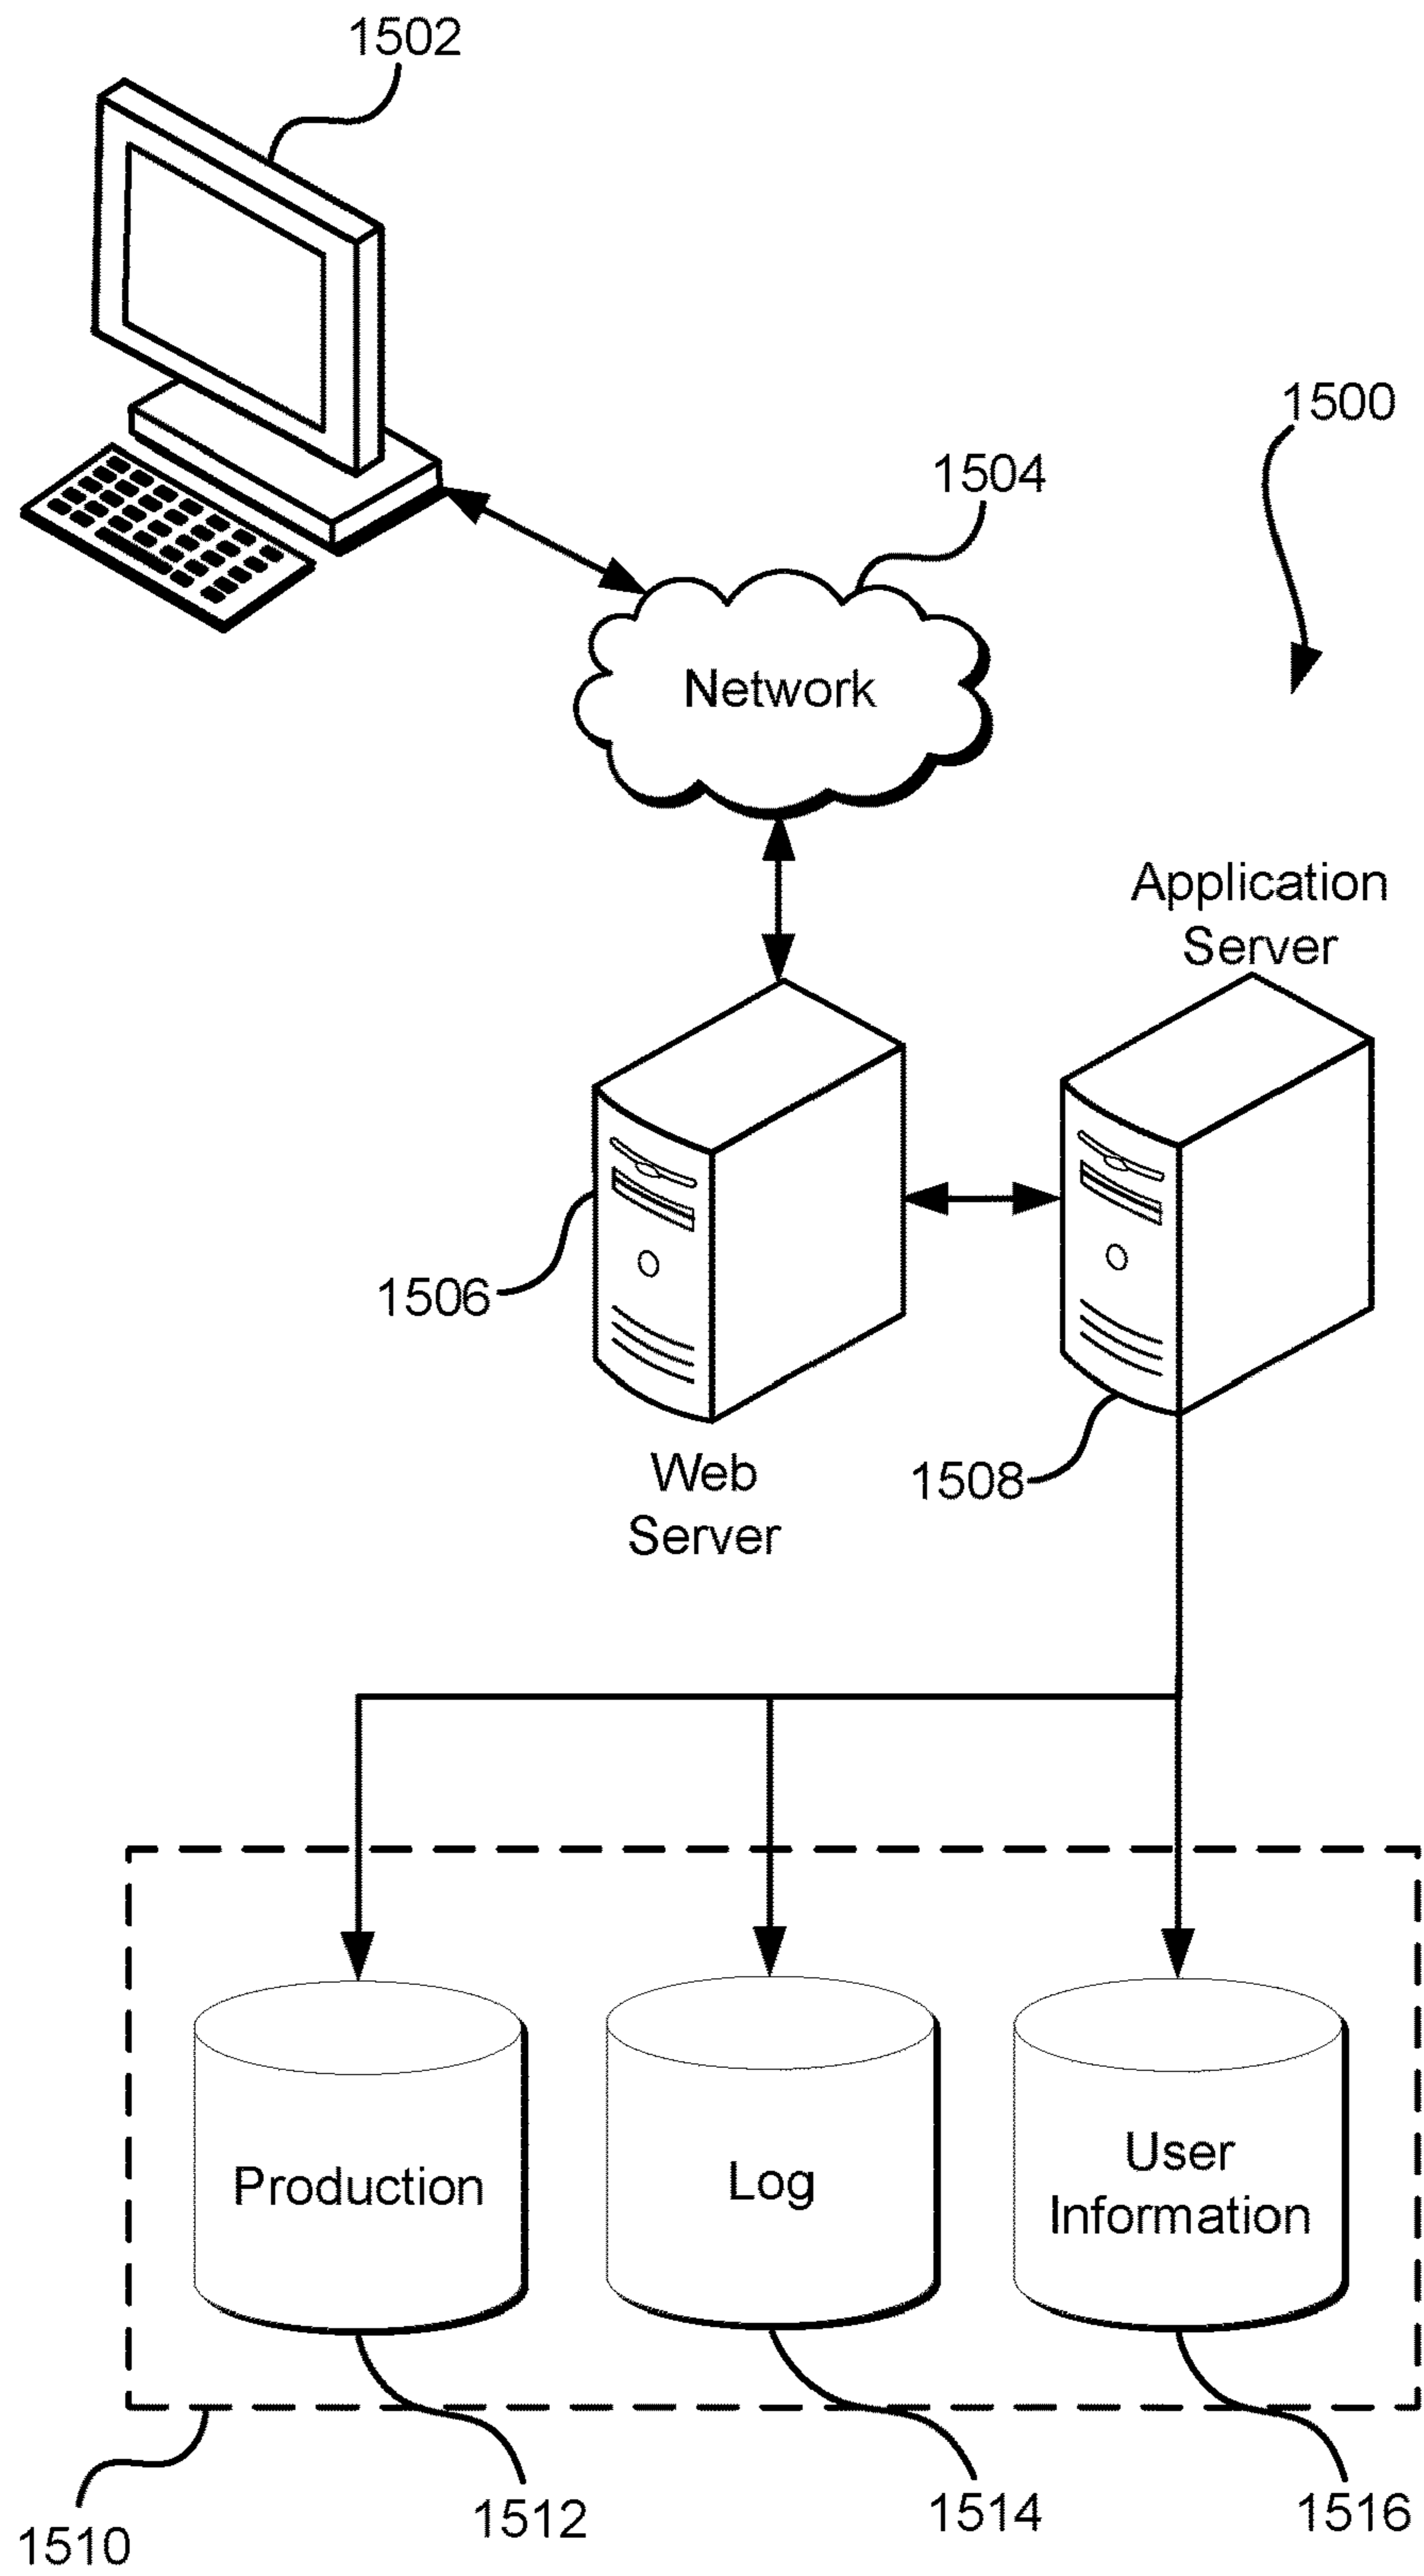 1502
1500
1504
Network
Application
Server
1506
Web
Server
1508
Production
Log
User
Information
1510
1512
1514
1516